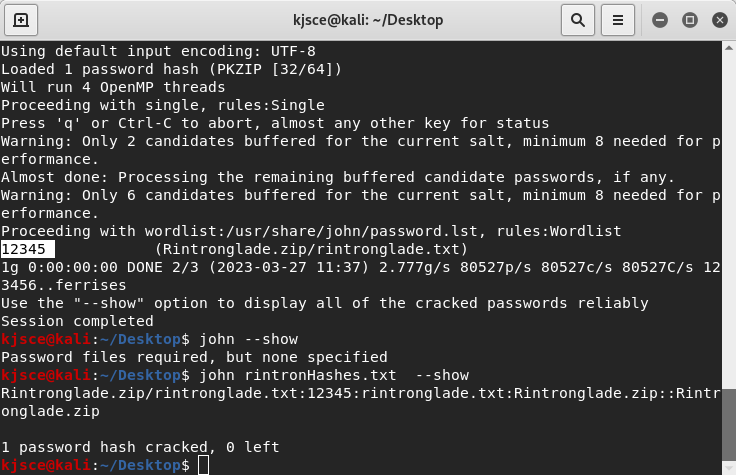 kjsce@kali: ~/Desktop
Using default input encoding: UTF-8
Loaded 1 password hash (PKZIP [32/64])
Will run 4 OpenMP threads
Proceeding with single, rules:Single
Press 'q' or Ctrl-C to abort, almost any other key for status
Warning: Only 2 candidates buffered for the current salt, minimum 8 needed for p
erformance.
Almost done: Processing the remaining buffered candidate passwords, if any.
Warning: Only 6 candidates buffered for the current salt, minimum 8 needed for p
erformance.
Proceeding with wordlist:/usr/share/john/password.lst, rules:Wordlist
12345            (Rintronglade.zip/rintronglade.txt)
1g 0:00:00:00 DONE 2/3 (2023-03-27 11:37) 2.777g/s 80527p/s 80527c/s 80527C/s 12
3456..ferrises
Use the "--show" option to display all of the cracked passwords reliably
Session completed
kjsce@kali:~/Desktop$ john --show
Password files required, but none specified
kjsce@kali:~/Desktop$ john rintronHashes.txt  --show
Rintronglade.zip/rintronglade.txt:12345:rintronglade.txt:Rintronglade.zip::Rintr
onglade.zip

1 password hash cracked, 0 left
kjsce@kali:~/Desktop$